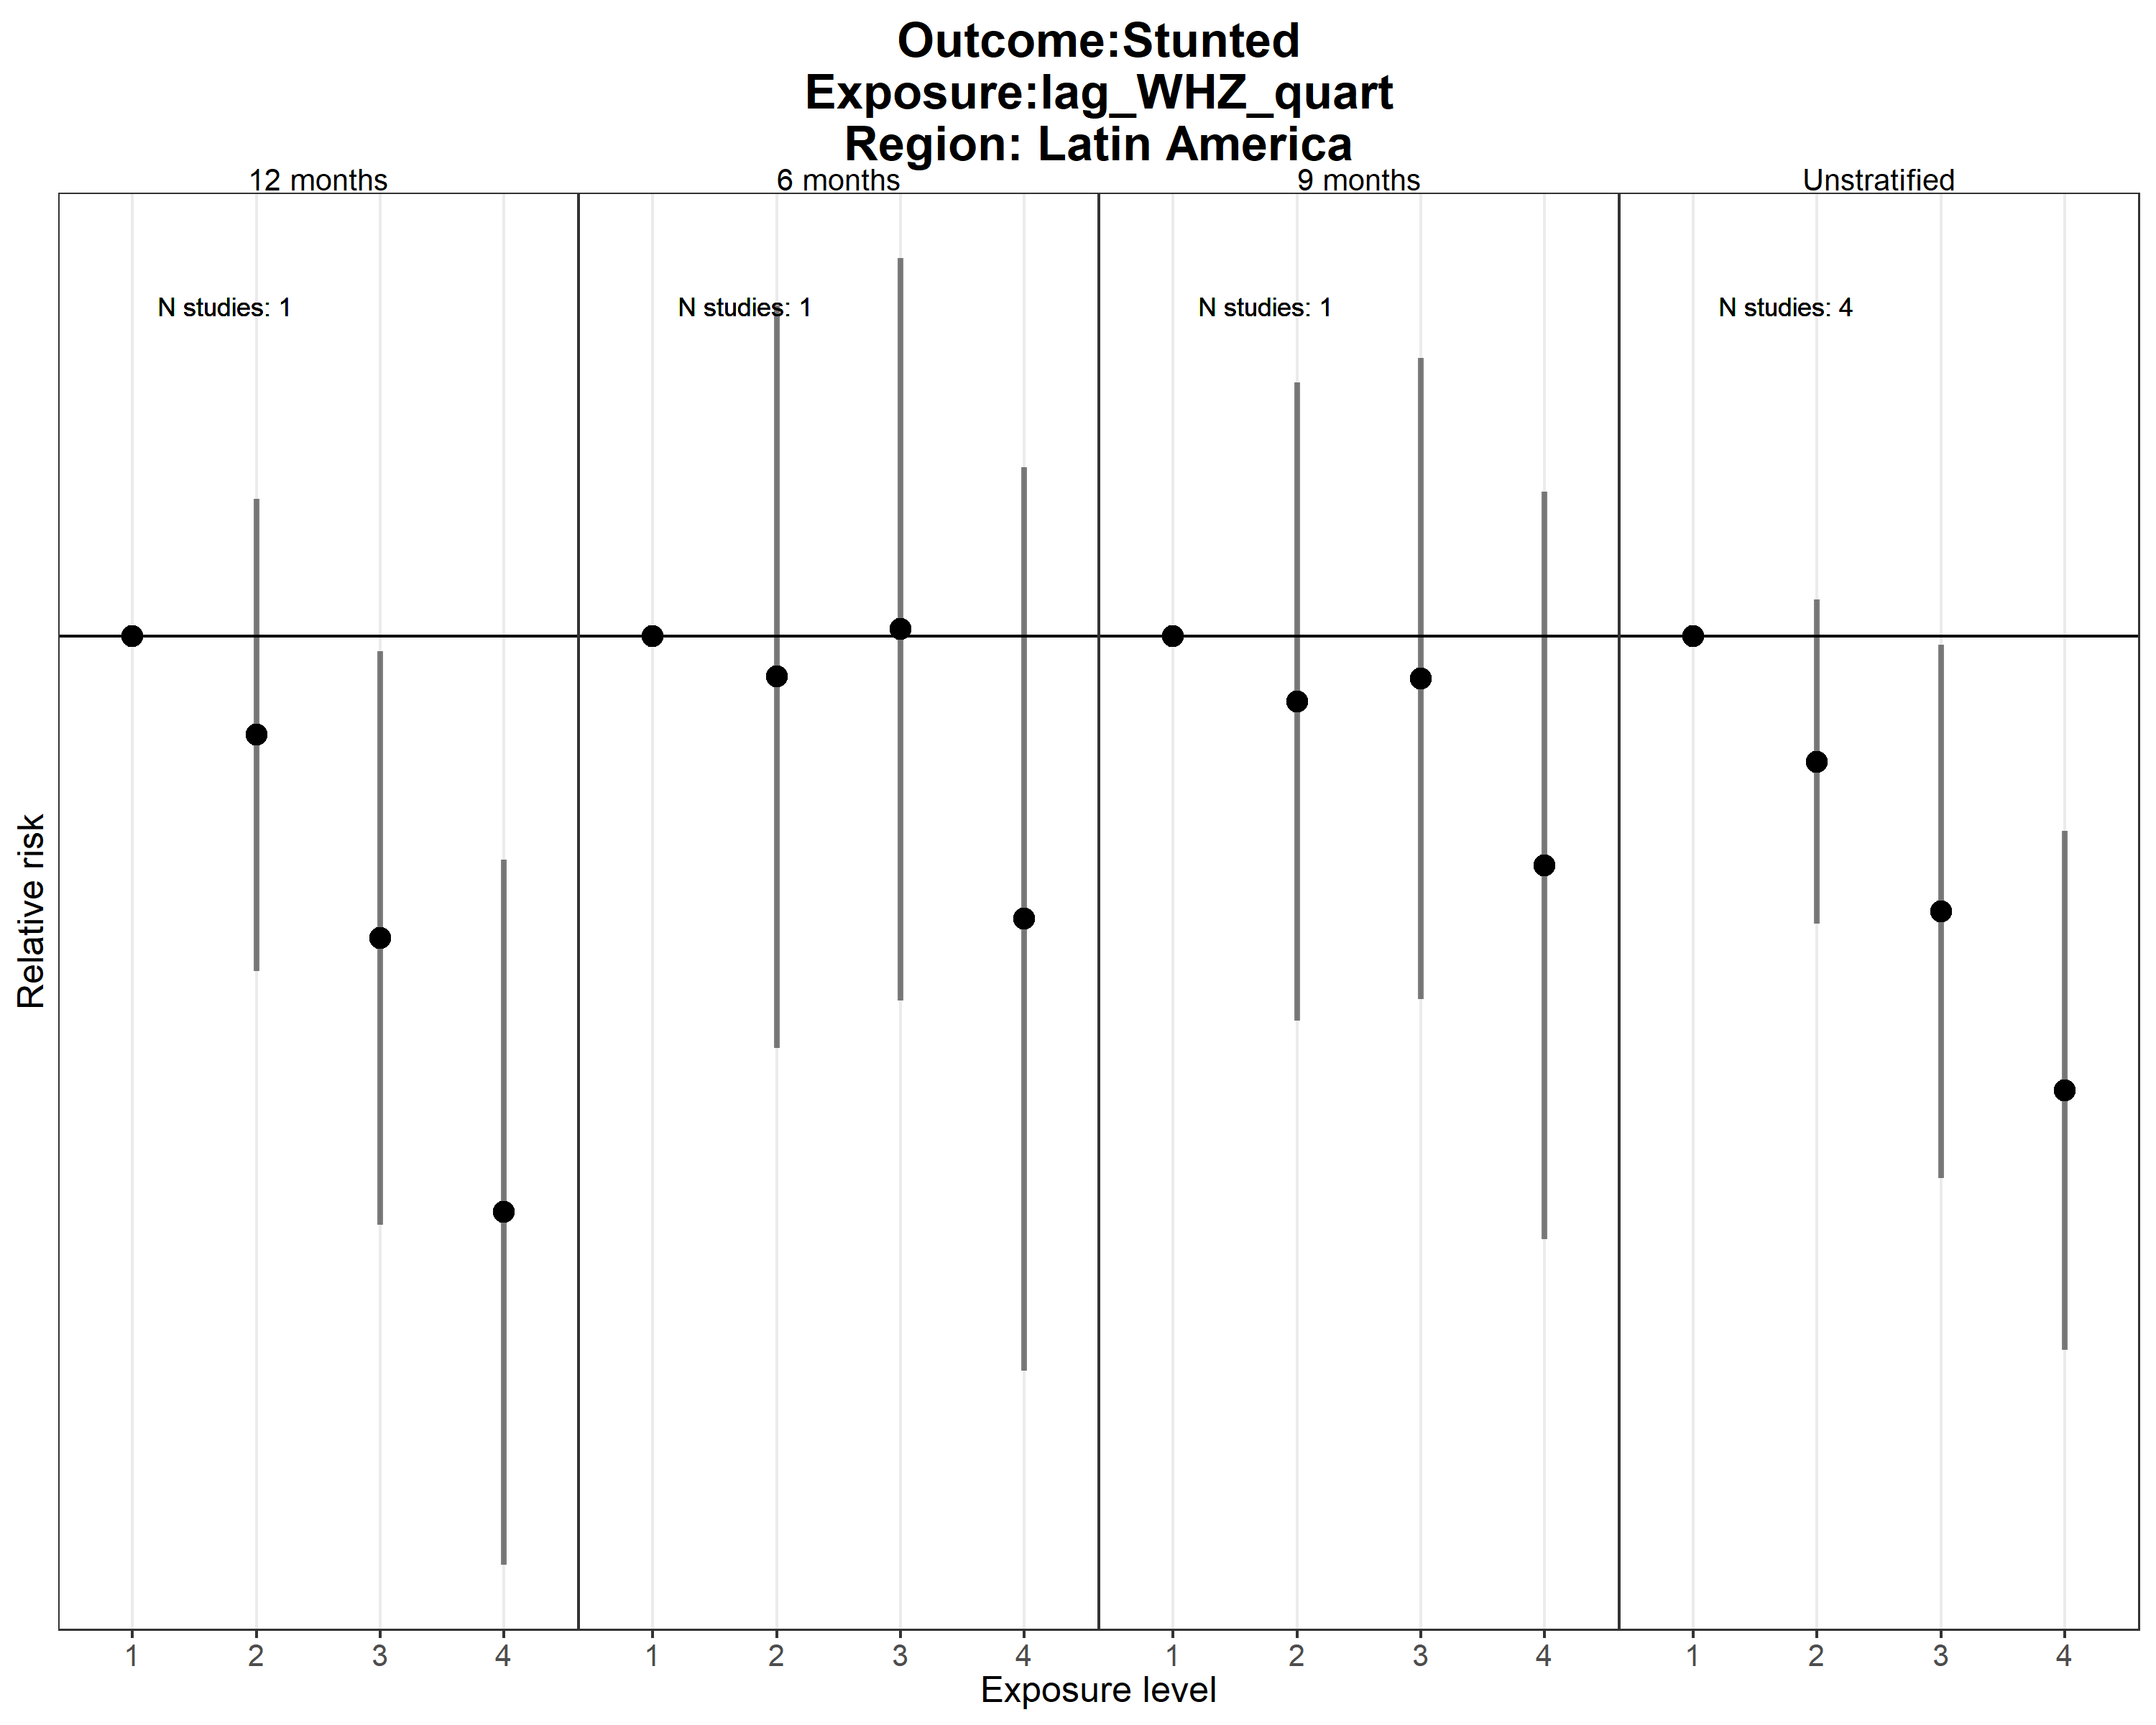 Outcome:Stunted
Exposure:lag_WHZ_quart
Region: Latin America
12 months 6 months 9 months Unstratified
N studies: 1 N studies: 1 N studies: 1 N studies: 4
Relative risk
1 2 3 4 1 2 3 4 1 2 3 4 1 2 3 4
Exposure level